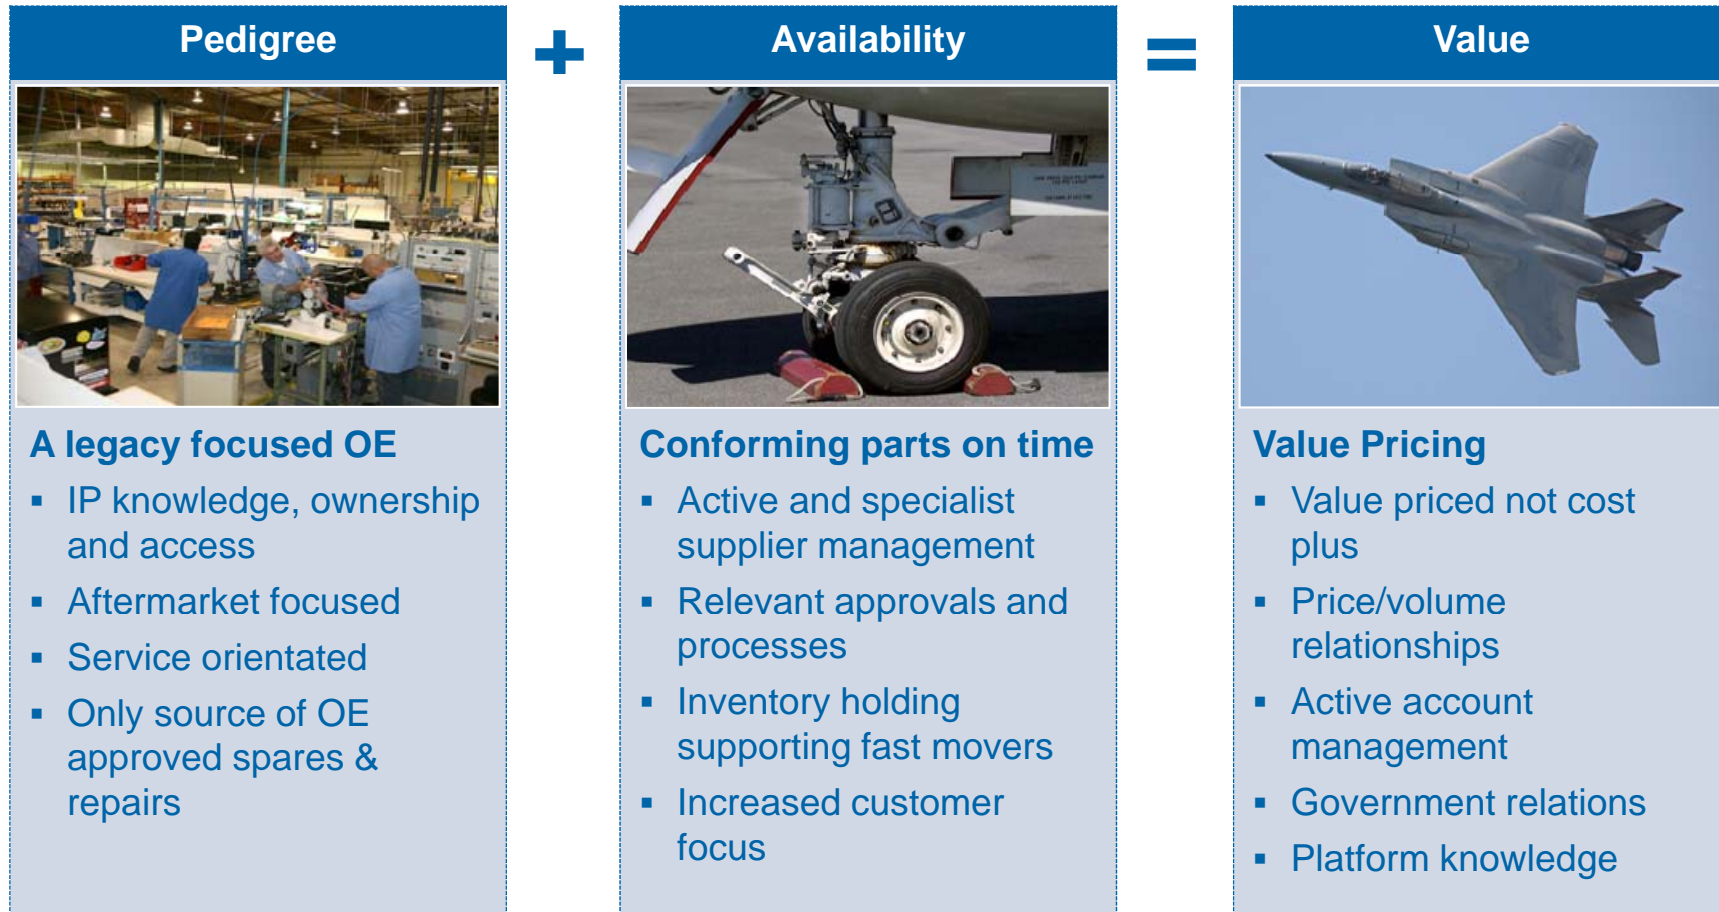 Pedigree
+
Availability
=
Value
A legacy focused OE
▪ IP knowledge, ownership
and access
▪ Aftermarket focused
▪ Service orientated
▪ Only source of OE
approved spares &
repairs
Conforming parts on time
▪ Active and specialist
supplier management
▪ Relevant approvals and
processes
▪ Inventory holding
supporting fast movers
▪ Increased customer
focus
Value Pricing
▪ Value priced not cost
plus
▪ Price/volume
relationships
▪ Active account
management
▪ Government relations
▪ Platform knowledge